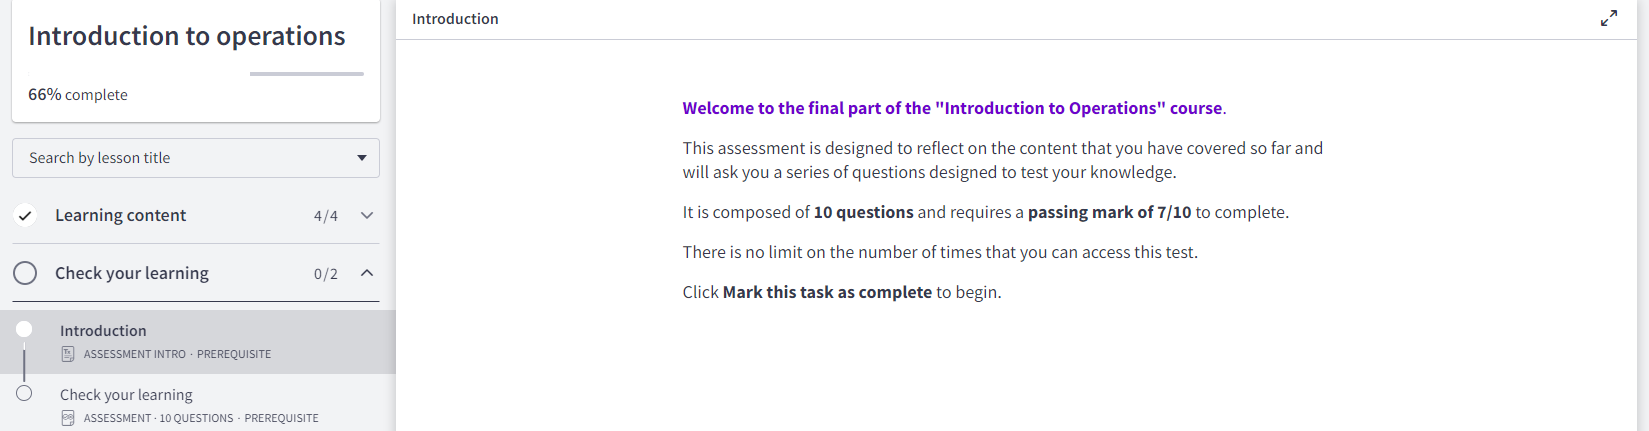 Introduction to operations
66% complete
Search by lesson title
Learning content 4/4
Check your learning 0/2
Introduction
ASSESSMENT INTRO · PREREQUISITE
Check your learning
ASSESSMENT · 10 QUESTIONS · PREREQUISITE
Introduction
Welcome to the final part of the "Introduction to Operations" course.
This assessment is designed to reflect on the content that you have covered so far and
will ask you a series of questions designed to test your knowledge.
It is composed of 10 questions and requires a passing mark of 7/10 to complete.
There is no limit on the number of times that you can access this test.
Click Mark this task as complete to begin.